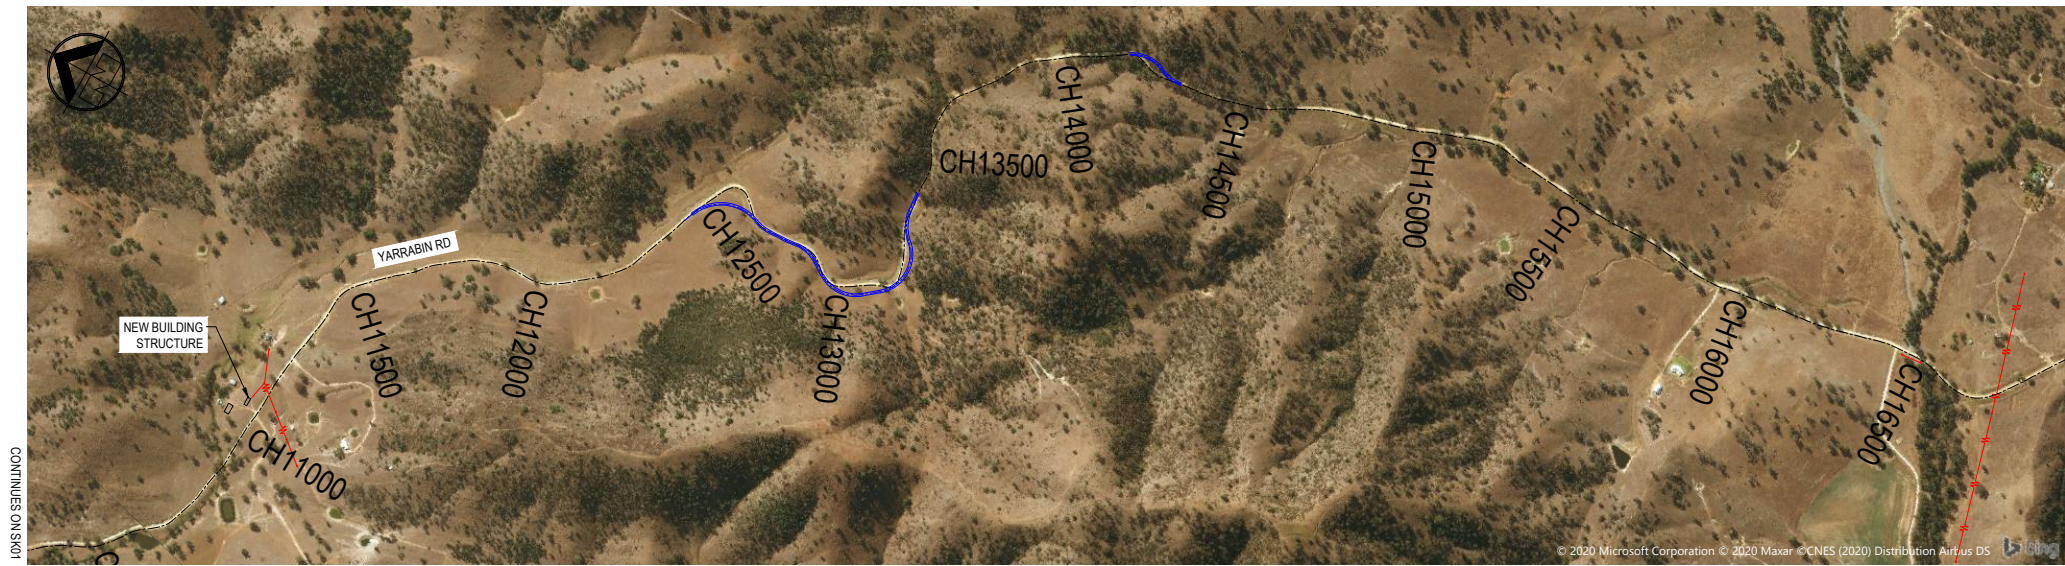 YARRABIN RD
NEW BUILDING
STRUCTURE
CH11000
CH11500
CH12000
CH12500
CH13000
CH13500
CH14000
CH14500
CH15000
CH15500
CH16000
CH16500
CONTINUES ON SK01
© 2020 Microsoft Corporation © 2020 Maxar ©CNES (2020) Distribution Airbus DS
bing